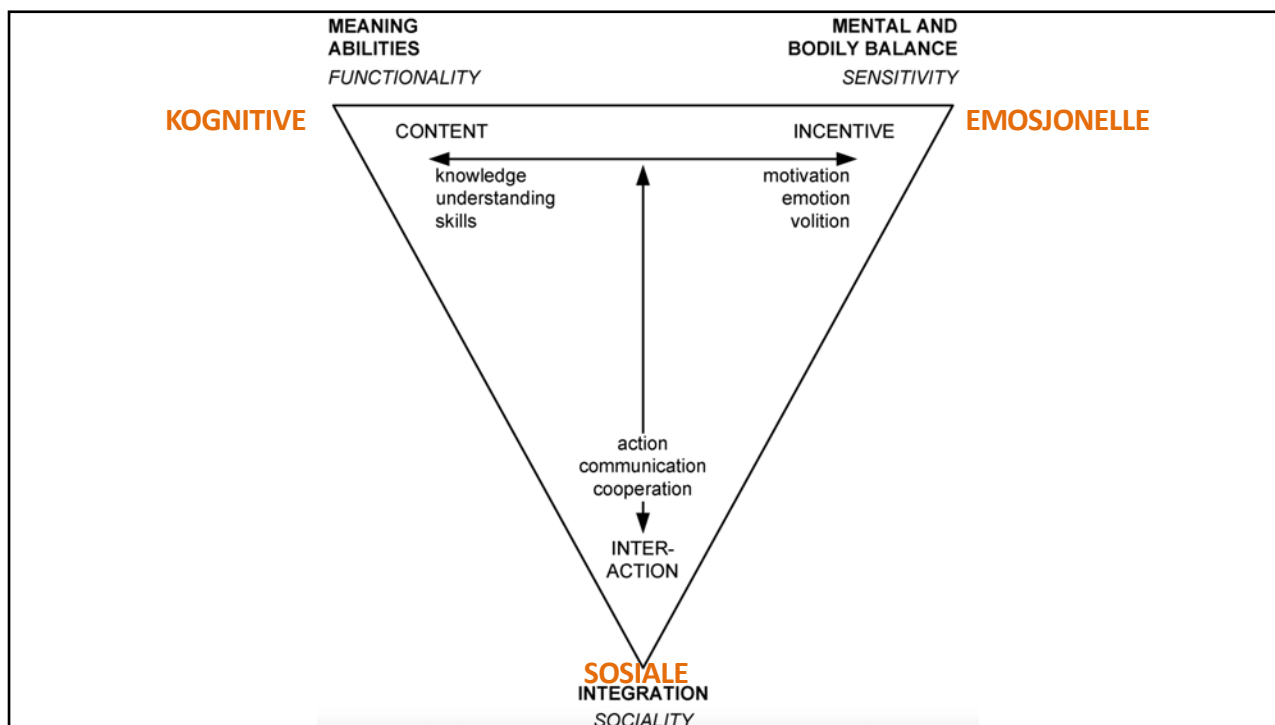 MEANING
ABILITIES
FUNCTIONALITY
MENTAL AND
BODILY BALANCE
SENSITIVITY
KOGNITIVE
EMOSJONELLE
CONTENT
INCENTIVE
knowledge
understanding
skills
motivation
emotion
volition
action
communication
cooperation
INTER-
ACTION
SOSIALE
INTEGRATION
SOCIALITY